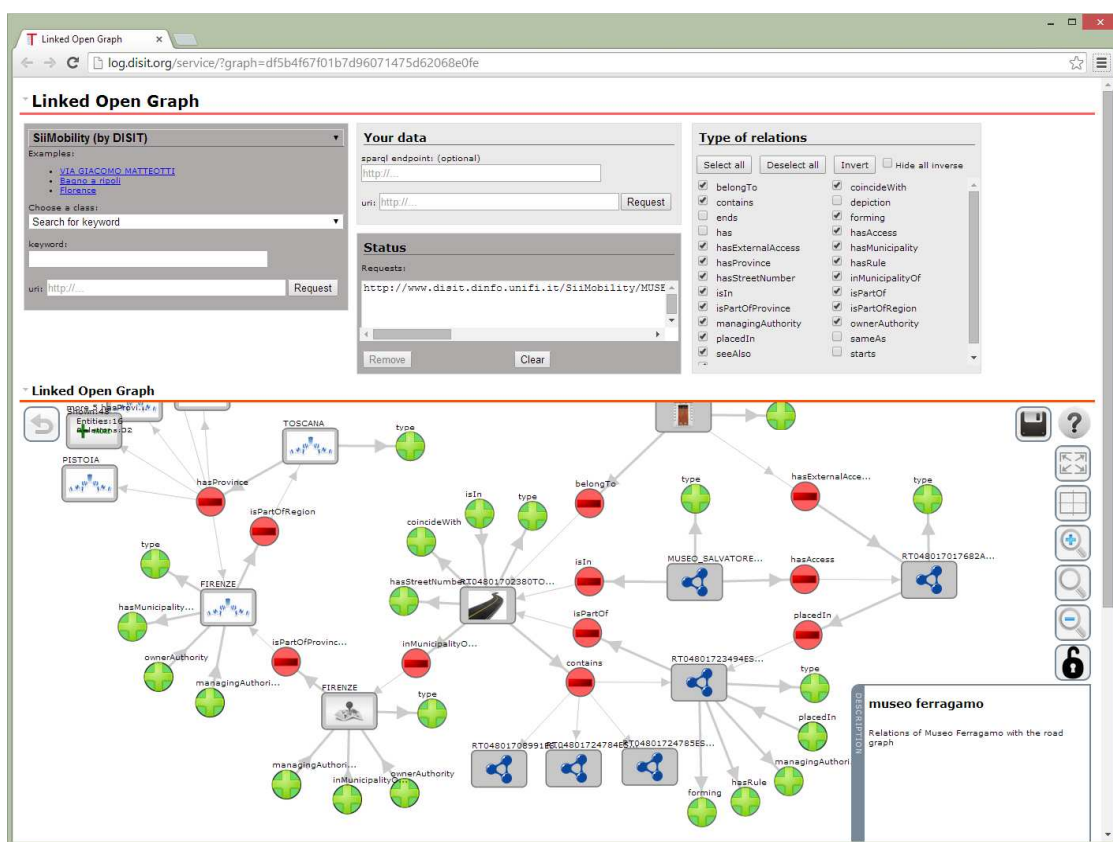 Linked Open Graph
log.disit.org/service/?graph=df5b4f67f01b7d96071475d62068e0fe
Linked Open Graph
SiiMobility (by DISIT)
Examples:
VIA GIACOMO MATTEOTTI
Bagno a ripoli
Florence
Choose a class:
Search for keyword
keyword:
uri: http://... Request
Your data
sparql endpoint: (optional)
http://...
uri: http://... Request
Status
Requests:
http://www.disit.dinfo.unifi.it/SiiMobility/MUSE
Remove Clear
Type of relations
Select all Deselect all Invert Hide all inverse
belongTo coincideWith
contains depiction
ends forming
has hasAccess
hasExternalAccess hasMunicipality
hasProvince hasRule
hasStreetNumber inMunicipalityOf
isIn isPartOf
isPartOfProvince isPartOfRegion
managingAuthority ownerAuthority
placedIn sameAs
seeAlso starts
Linked Open Graph
Entities:16
TOSCANA
type
PISTOIA
hasProvince
isPartOfRegion
isIn
type
belongTo
type
hasExternalAcce...
type
coincideWith
type
isIn
MUSEO_SALVATORE...
hasAccess
RT048017017682A...
FIRENZE
hasStreetNumber
RT04801702380TO...
hasMunicipality...
isPartOf
placedIn
isPartOfProvinc...
inMunicipalityO...
ownerAuthority
contains
RT04801723494ES...
type
managingAuthori...
FIRENZE
type
placedIn
RT04801708991ES
RT04801724784ES
RT04801724785ES...
managingAuthori...
inMunicipalityO
ownerAuthority
managingAuthori
hasRule
forming
DESCRIPTION
museo ferragamo
Relations of Museo Ferragamo with the road
graph